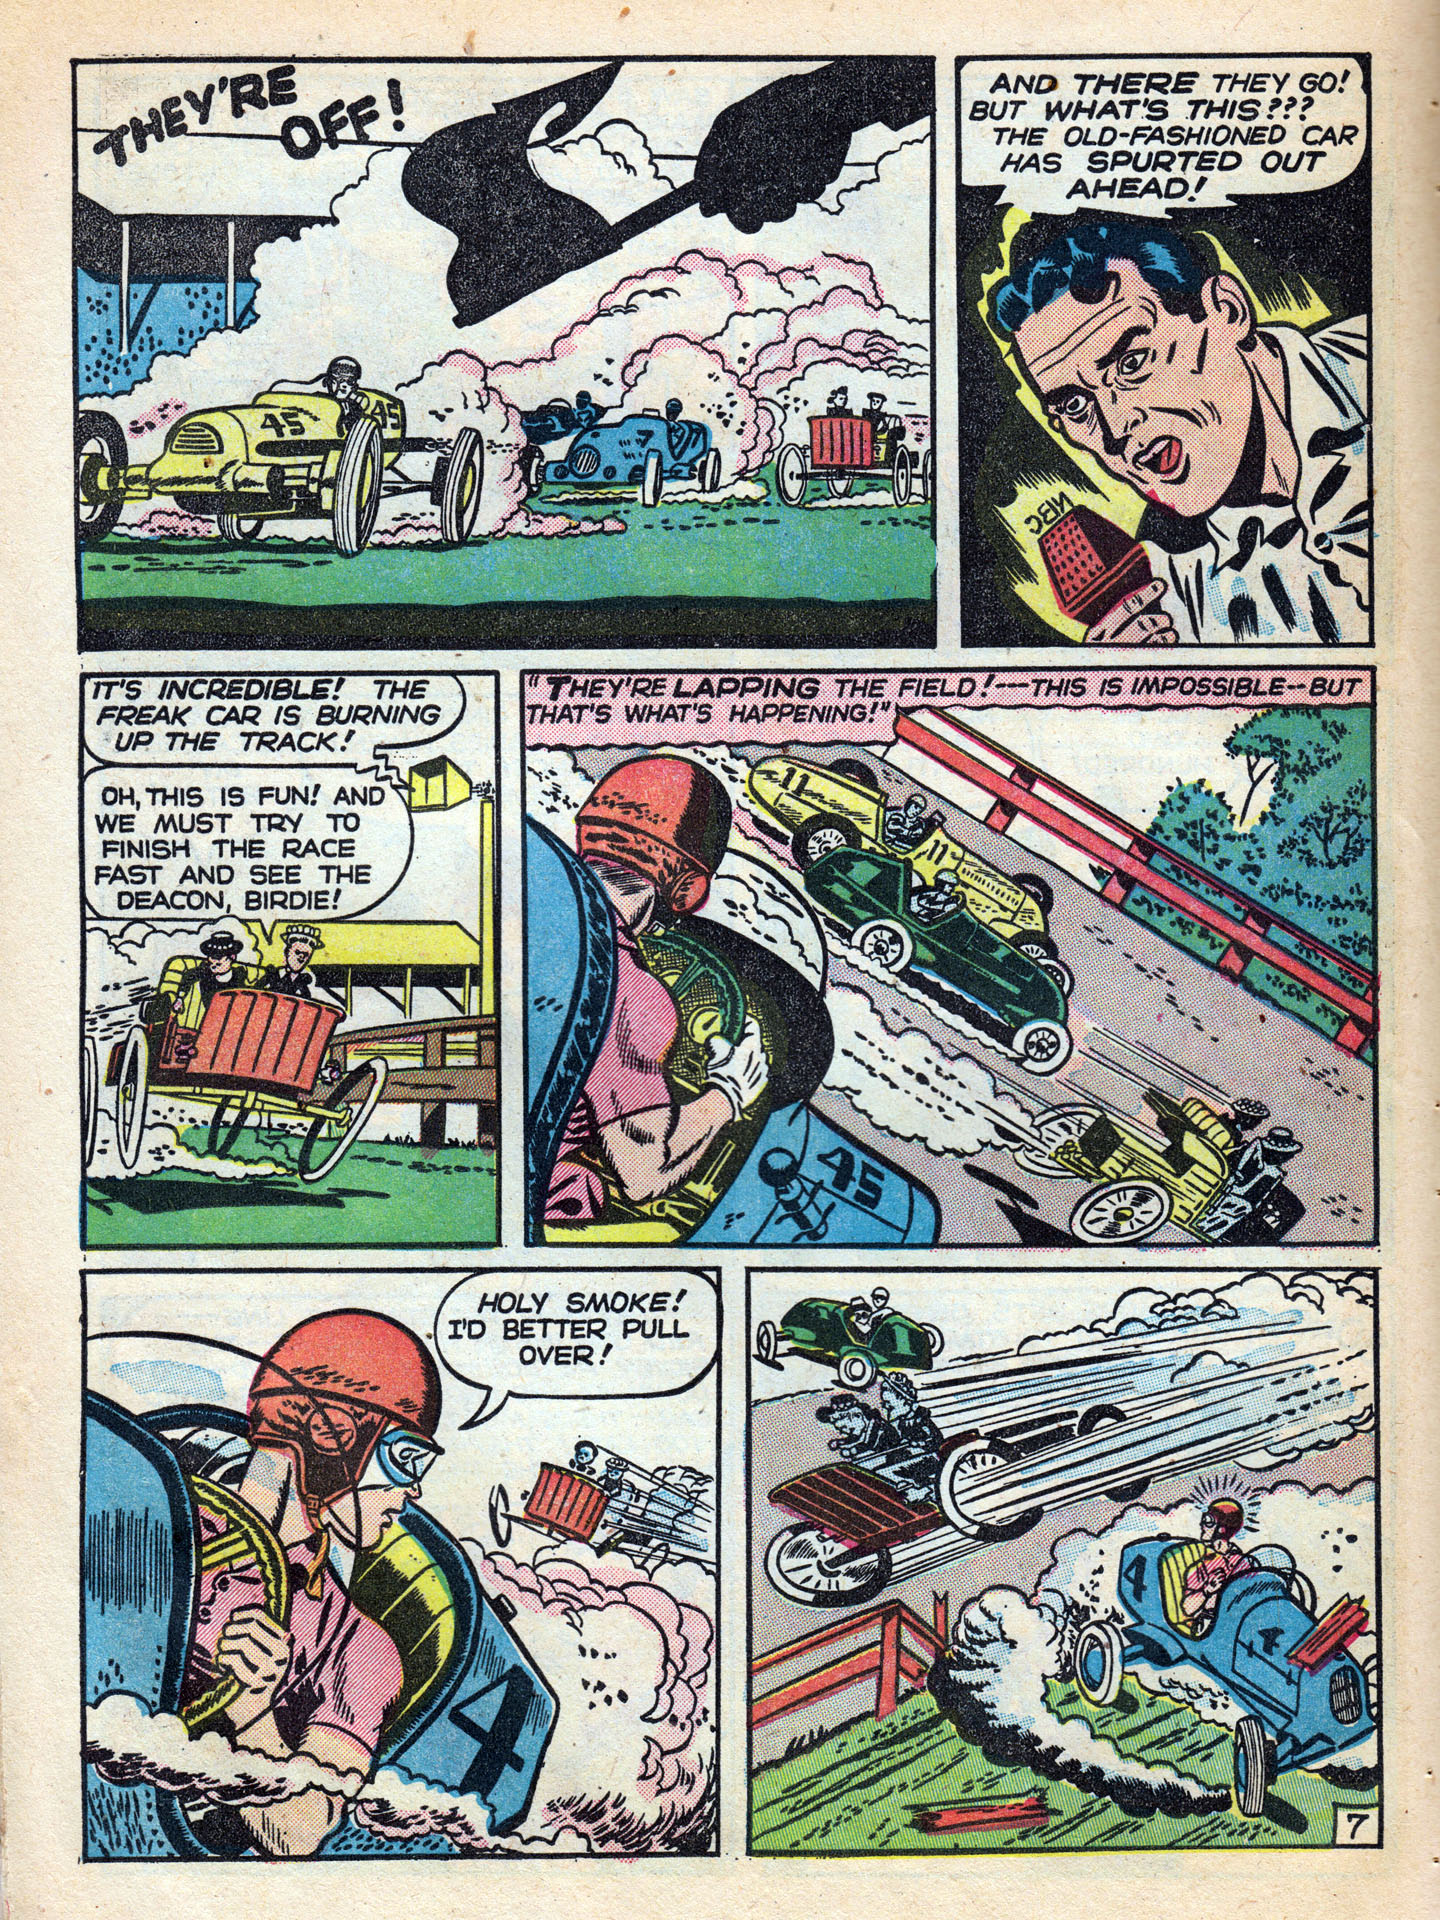 THEY'RE
OFF!
45
45
7
AND THERE THEY GO!
BUT WHAT'S THIS???
THE OLD-FASHIONED CAR
HAS SPURTED OUT
AHEAD!
NBC
IT'S INCREDIBLE! THE
FREAK CAR IS BURNING
UP THE TRACK!
OH, THIS IS FUN! AND
WE MUST TRY TO
FINISH THE RACE
FAST AND SEE THE
DEACON, BIRDIE!
"THEY'RE LAPPING THE FIELD!---THIS IS IMPOSSIBLE--BUT
THAT'S WHAT'S HAPPENING!"
11
11
1
45
HOLY SMOKE!
I'D BETTER PULL
OVER!
4
1
4
4
7